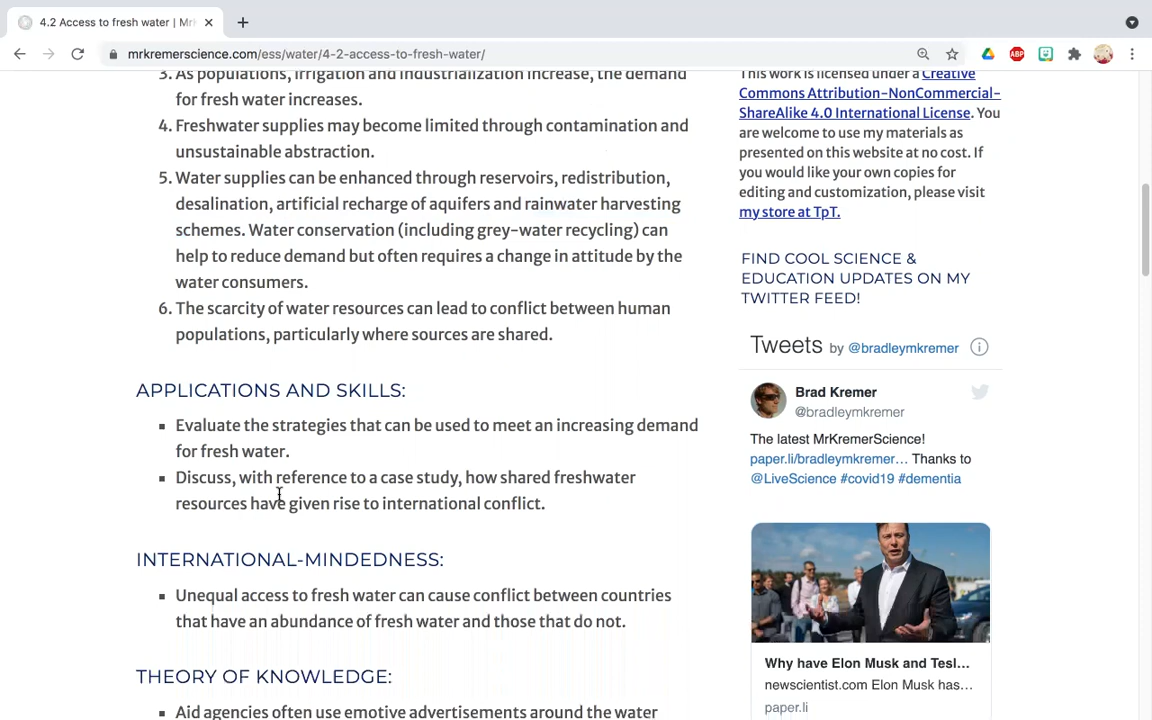 4.2 Access to fresh water | Mr
mrkremerscience.com/ess/water/4-2-access-to-fresh-water/
ABP
3. As populations, irrigation and industrialization increase, the demand
for fresh water increases.
4. Freshwater supplies may become limited through contamination and
unsustainable abstraction.
5. Water supplies can be enhanced through reservoirs, redistribution,
desalination, artificial recharge of aquifers and rainwater harvesting
schemes. Water conservation (including grey-water recycling) can
help to reduce demand but often requires a change in attitude by the
water consumers.
6. The scarcity of water resources can lead to conflict between human
populations, particularly where sources are shared.
APPLICATIONS AND SKILLS:
Evaluate the strategies that can be used to meet an increasing demand
for fresh water.
Discuss, with reference to a case study, how shared freshwater
resources have given rise to international conflict.
INTERNATIONAL-MINDEDNESS:
Unequal access to fresh water can cause conflict between countries
that have an abundance of fresh water and those that do not.
THEORY OF KNOWLEDGE:
Aid agencies often use emotive advertisements around the water
This work is licensed under a Creative
Commons Attribution-NonCommercial-
ShareAlike 4.0 International License. You
are welcome to use my materials as
presented on this website at no cost. If
you would like your own copies for
editing and customization, please visit
my store at TpT.
FIND COOL SCIENCE &
EDUCATION UPDATES ON MY
TWITTER FEED!
Tweets by @bradleymkremer
Brad Kremer
@bradleymkremer
The latest MrKremerScience!
paper.li/bradleymkremer… Thanks to
@LiveScience #covid19 #dementia
Why have Elon Musk and Tesl...
newscientist.com Elon Musk has...
paper.li